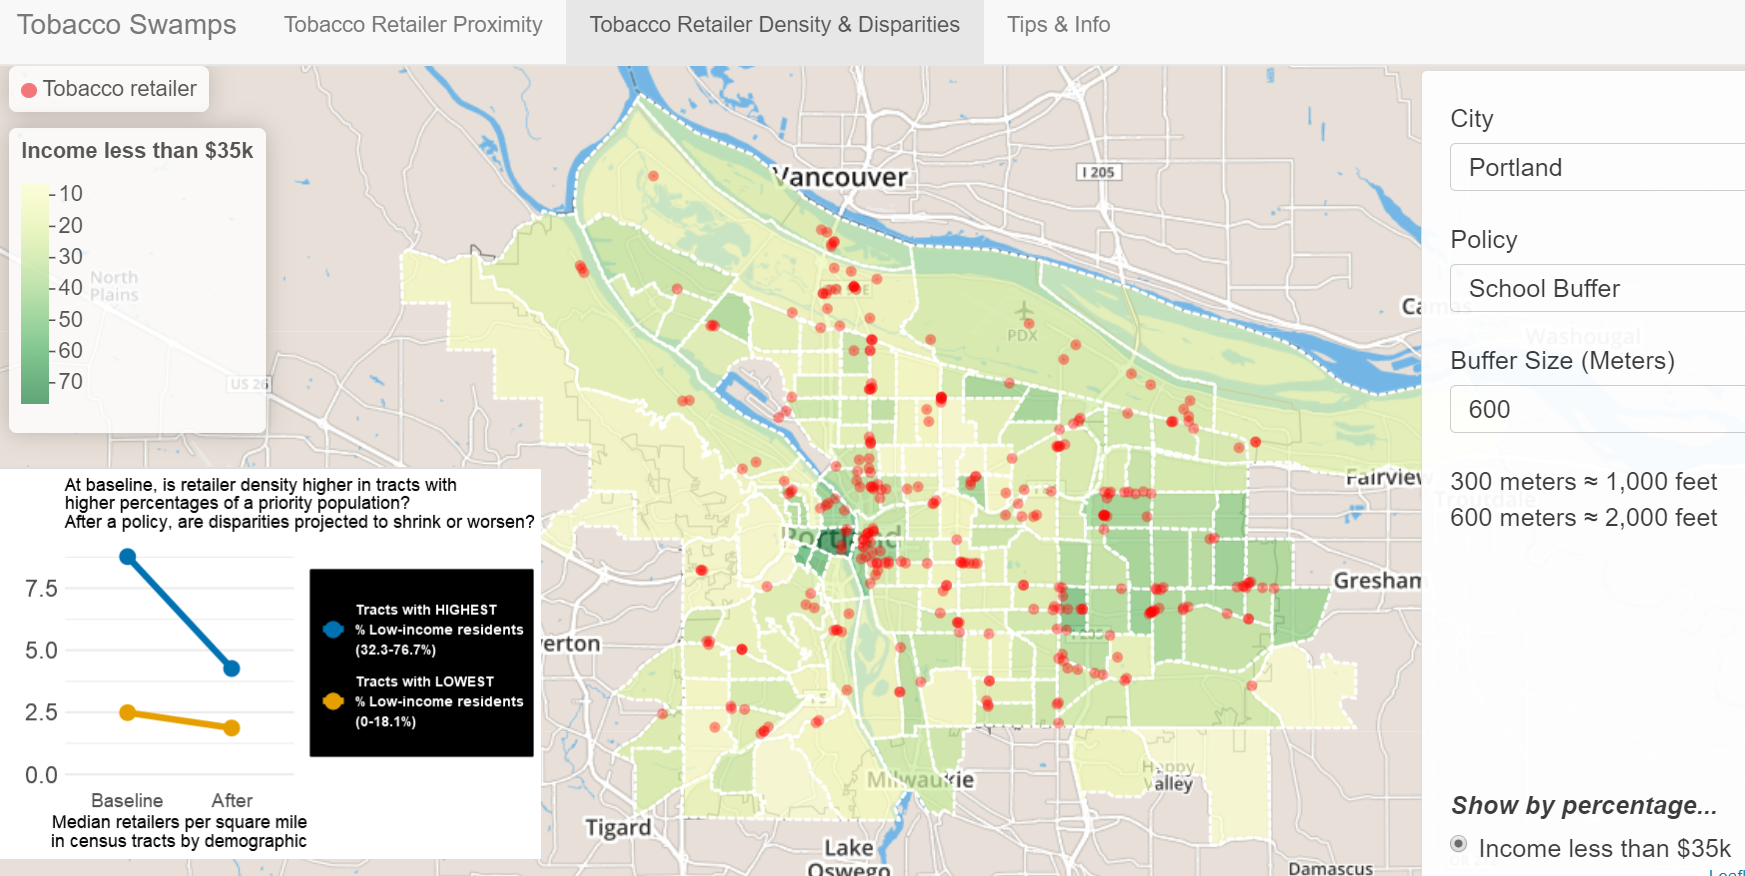 Tobacco Swamps
Tobacco Retailer Proximity
Tobacco Retailer Density & Disparities
Tips & Info
Tobacco retailer
Income less than $35k
10
20
30
40
50
60
70
North
Plains
US 26
Vancouver
I 205
PDX
Portland
Fairview
Gresham
Milwaukie
Happy
Valley
Tigard
Lake
Oswego
Damascus
verton
Washougal
Troutdale
Camas
I 5
I 205
City
Portland
Policy
School Buffer
Buffer Size (Meters)
600
300 meters ≈ 1,000 feet
600 meters ≈ 2,000 feet
Show by percentage...
Income less than $35k
Leafl
At baseline, is retailer density higher in tracts with
higher percentages of a priority population?
After a policy, are disparities projected to shrink or worsen?
7.5
5.0
2.5
0.0
Baseline
After
Median retailers per square mile
in census tracts by demographic
Tracts with HIGHEST
% Low-income residents
(32.3-76.7%)
Tracts with LOWEST
% Low-income residents
(0-18.1%)